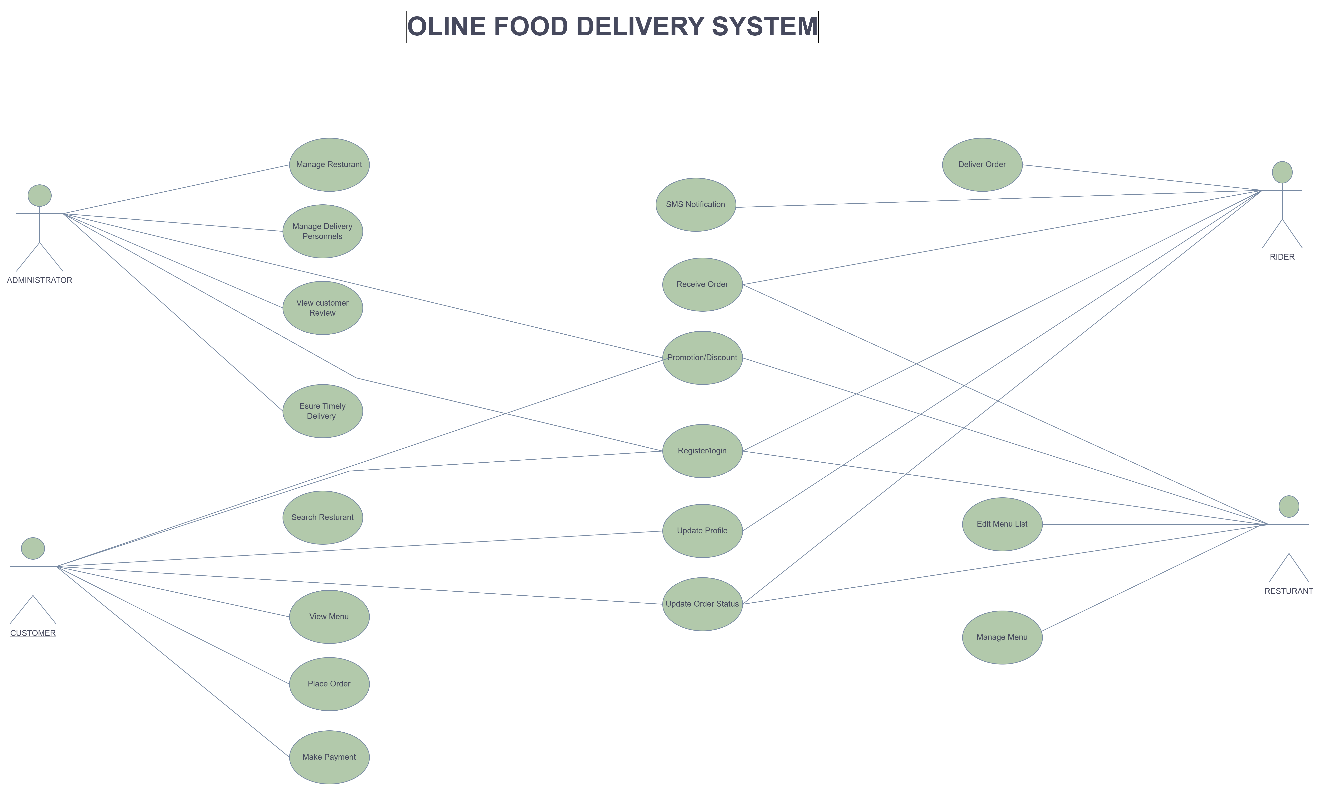 OLINE FOOD DELIVERY SYSTEM
Manage Resturant
Deliver Order
SMS Notification
Manage Delivery
Personnels
RIDER
ADMINISTRATOR
Receive Order
View customer
Review
Promotion/Discount
Esure Timely
Delivery
Register/login
Search Resturant
Edit Menu List
Update Profile
RESTURANT
Update Order Status
View Menu
CUSTOMER
Manage Menu
Place Order
Make Payment